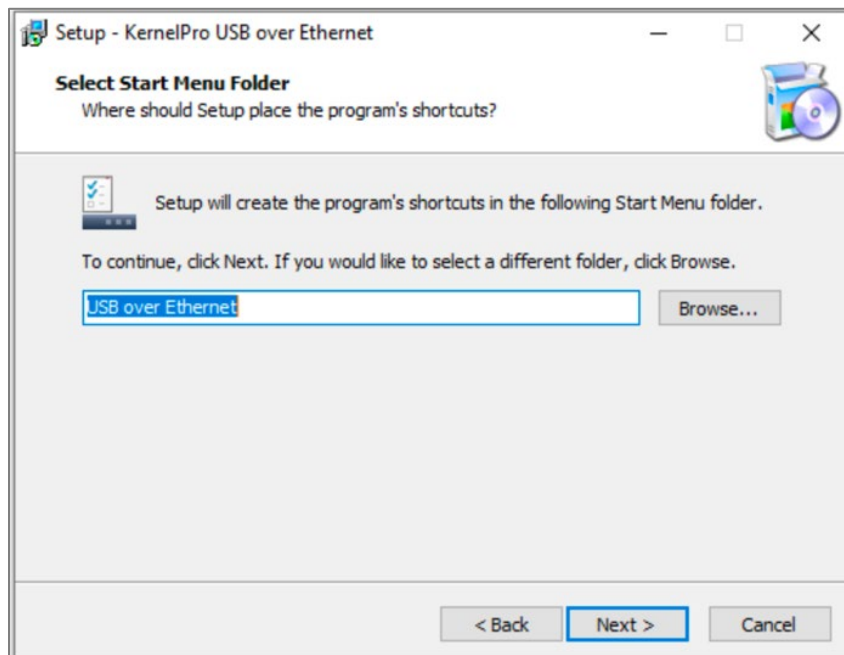 Setup - KernelPro USB over Ethernet
Select Start Menu Folder
Where should Setup place the program's shortcuts?
Setup will create the program's shortcuts in the following Start Menu folder.
To continue, click Next. If you would like to select a different folder, click Browse.
USB over Ethernet
Browse...
< Back
Next >
Cancel